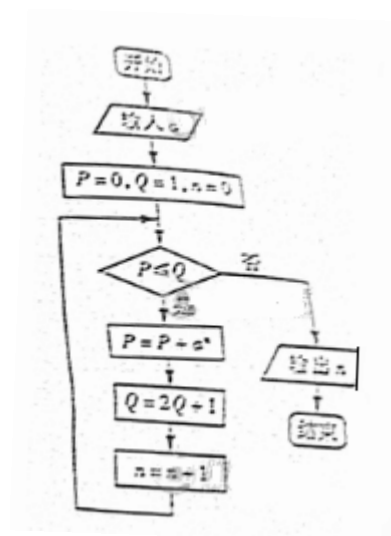 开始
输入a
P=0,Q=1,n=0
P≤Q
否
是
P=P+aⁿ
输出n
Q=2Q+1
结束
n=n+1